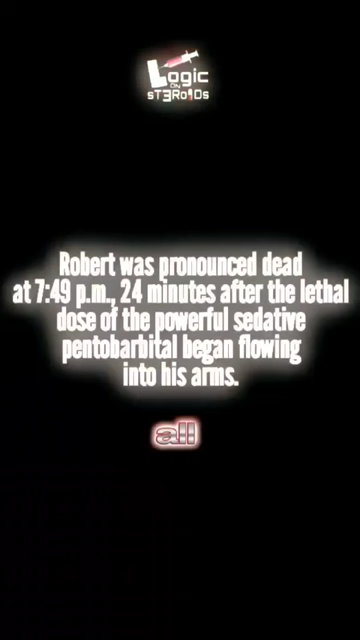 Logic
ON
sT3RoiDs
Robert was pronounced dead
at 7:49 p.m., 24 minutes after the lethal
dose of the powerful sedative
pentobarbital began flowing
into his arms.
all